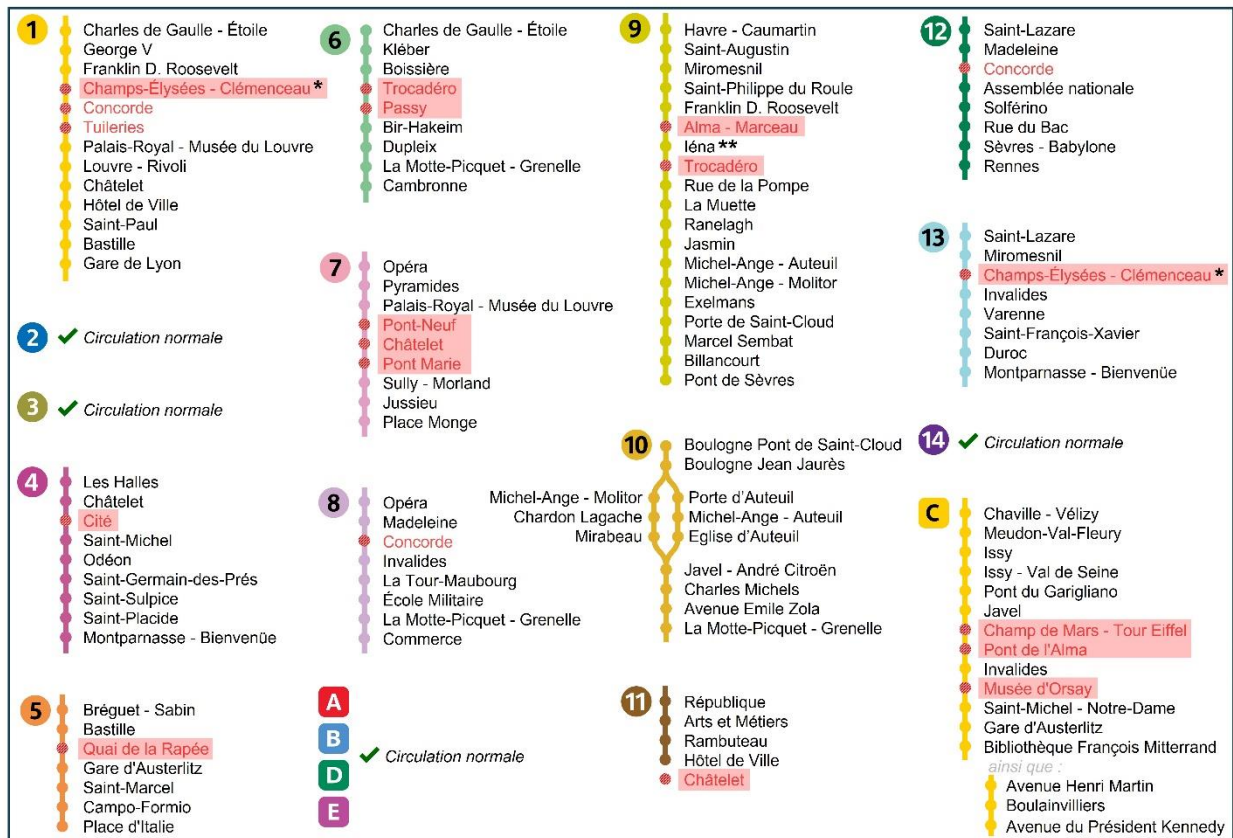 1
Charles de Gaulle - Étoile
George V
Franklin D. Roosevelt
Champs-Élysées - Clémenceau *
Concorde
Tuileries
Palais-Royal - Musée du Louvre
Louvre - Rivoli
Châtelet
Hôtel de Ville
Saint-Paul
Bastille
Gare de Lyon
2
Circulation normale
3
Circulation normale
4
Les Halles
Châtelet
Cité
Saint-Michel
Odéon
Saint-Germain-des-Prés
Saint-Sulpice
Saint-Placide
Montparnasse - Bienvenüe
5
Bréguet - Sabin
Bastille
Quai de la Rapée
Gare d'Austerlitz
Saint-Marcel
Campo-Formio
Place d'Italie
6
Charles de Gaulle - Étoile
Kléber
Boissière
Trocadéro
Passy
Bir-Hakeim
Dupleix
La Motte-Picquet - Grenelle
Cambronne
7
Opéra
Pyramides
Palais-Royal - Musée du Louvre
Pont-Neuf
Châtelet
Pont Marie
Sully - Morland
Jussieu
Place Monge
8
Opéra
Madeleine
Concorde
Invalides
La Tour-Maubourg
École Militaire
La Motte-Picquet - Grenelle
Commerce
A
B
D
E
Circulation normale
9
Havre - Caumartin
Saint-Augustin
Miromesnil
Saint-Philippe du Roule
Franklin D. Roosevelt
Alma - Marceau
Iéna **
Trocadéro
Rue de la Pompe
La Muette
Ranelagh
Jasmin
Michel-Ange - Auteuil
Michel-Ange - Molitor
Exelmans
Porte de Saint-Cloud
Marcel Sembat
Billancourt
Pont de Sèvres
10
Boulogne Pont de Saint-Cloud
Boulogne Jean Jaurès
Michel-Ange - Molitor
Chardon Lagache
Mirabeau
Porte d'Auteuil
Michel-Ange - Auteuil
Eglise d'Auteuil
Javel - André Citroën
Charles Michels
Avenue Emile Zola
La Motte-Picquet - Grenelle
11
République
Arts et Métiers
Rambuteau
Hôtel de Ville
Châtelet
12
Saint-Lazare
Madeleine
Concorde
Assemblée nationale
Solférino
Rue du Bac
Sèvres - Babylone
Rennes
13
Saint-Lazare
Miromesnil
Champs-Élysées - Clémenceau *
Invalides
Varenne
Saint-François-Xavier
Duroc
Montparnasse - Bienvenüe
14
Circulation normale
C
Chaville - Vélizy
Meudon-Val-Fleury
Issy
Issy - Val de Seine
Pont du Garigliano
Javel
Champ de Mars - Tour Eiffel
Pont de l'Alma
Invalides
Musée d'Orsay
Saint-Michel - Notre-Dame
Gare d'Austerlitz
Bibliothèque François Mitterrand
ainsi que :
Avenue Henri Martin
Boulainvilliers
Avenue du Président Kennedy